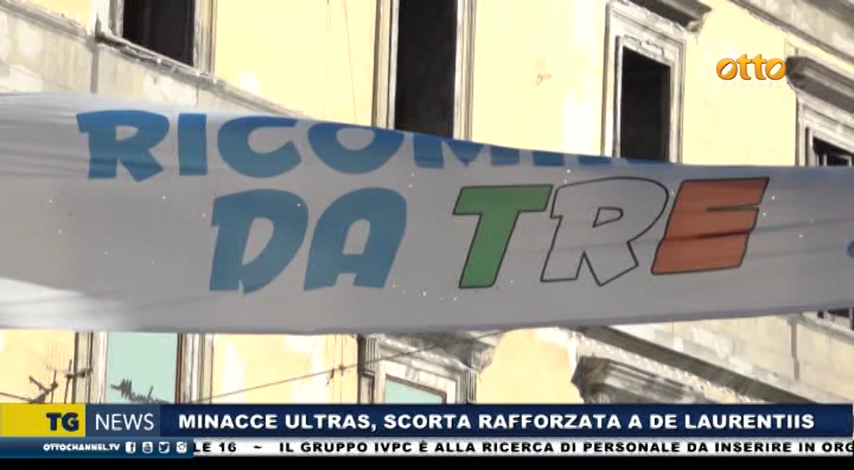 otto
RICOMI
DA TRE
TG NEWS
MINACCE ULTRAS, SCORTA RAFFORZATA A DE LAURENTIIS
OTTOCHANNEL.TV
LE 16 ~ IL GRUPPO IVPC È ALLA RICERCA DI PERSONALE DA INSERIRE IN ORG